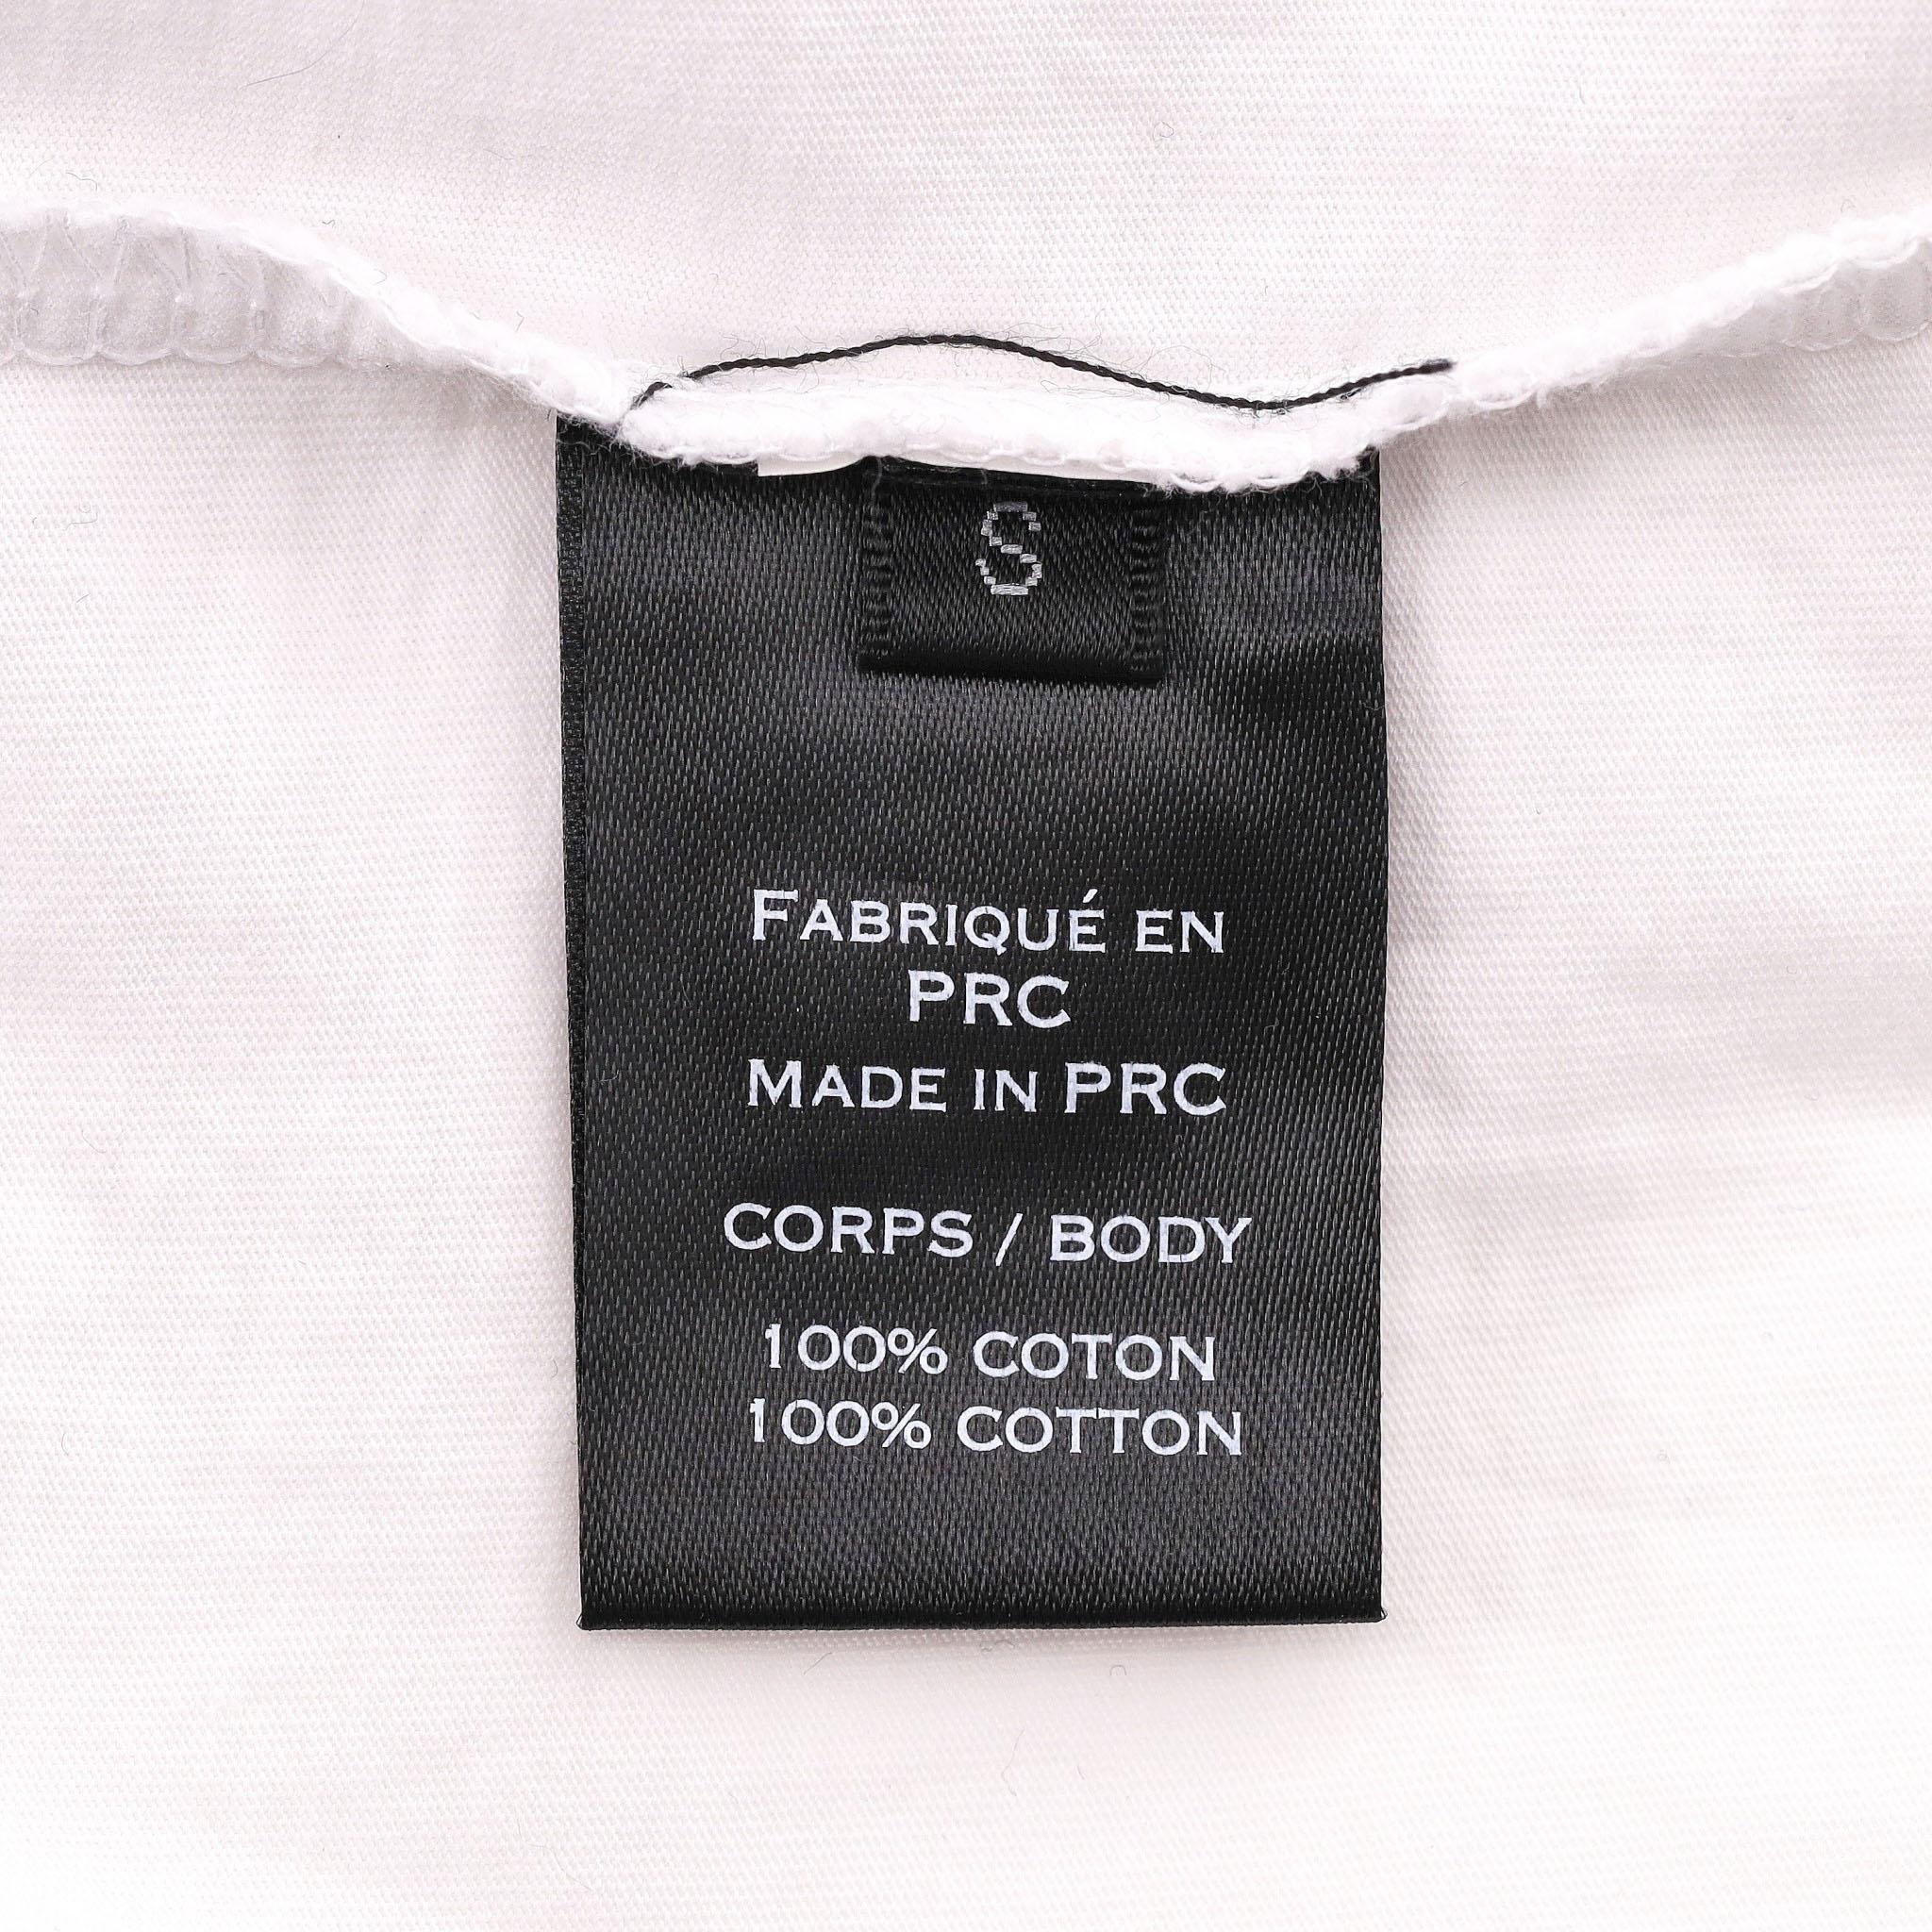 S
FABRIQUÉ EN
PRC
MADE IN PRC
CORPS / BODY
100% COTON
100% COTTON